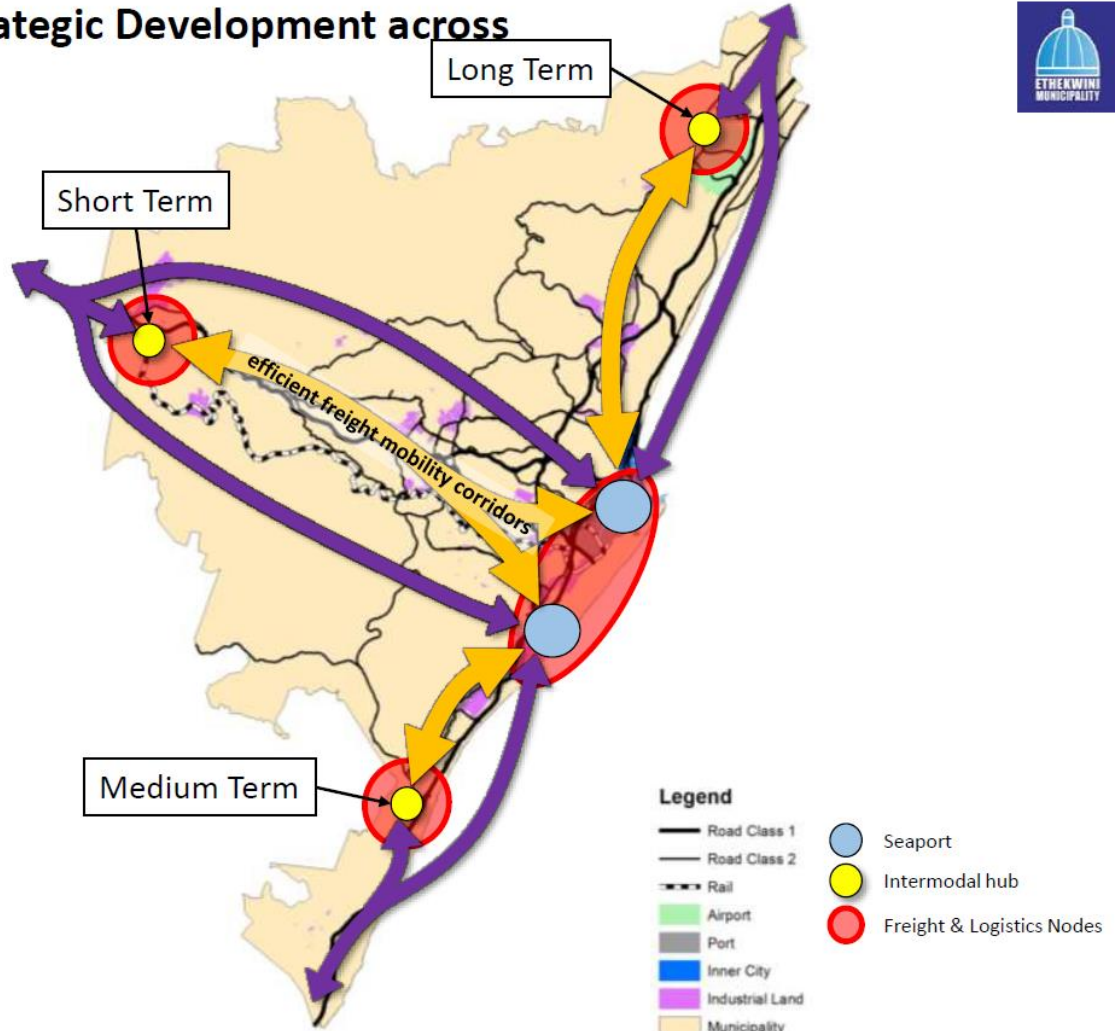 ategic Development across
ETHEKWINI
MUNICIPALITY
Long Term
Short Term
efficient freight mobility corridors
Medium Term
Legend
Road Class 1
Road Class 2
Rail
Airport
Port
Inner City
Industrial Land
Municipality
Seaport
Intermodal hub
Freight & Logistics Nodes